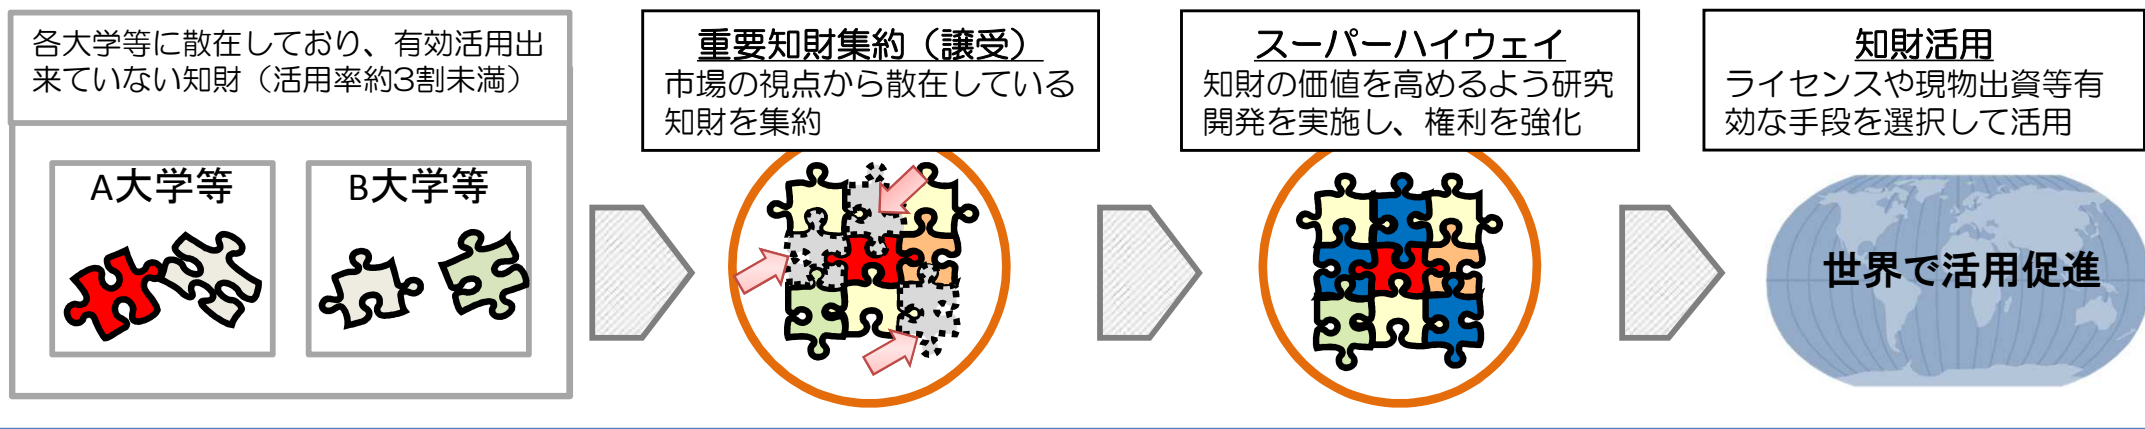 各大学等に散在しており、有効活用出
来ていない知財（活用率約3割未満）
A大学等
B大学等
重要知財集約（譲受）
市場の視点から散在している
知財を集約
スーパーハイウェイ
知財の価値を高めるよう研究
開発を実施し、権利を強化
知財活用
ライセンスや現物出資等有
効な手段を選択して活用
世界で活用促進